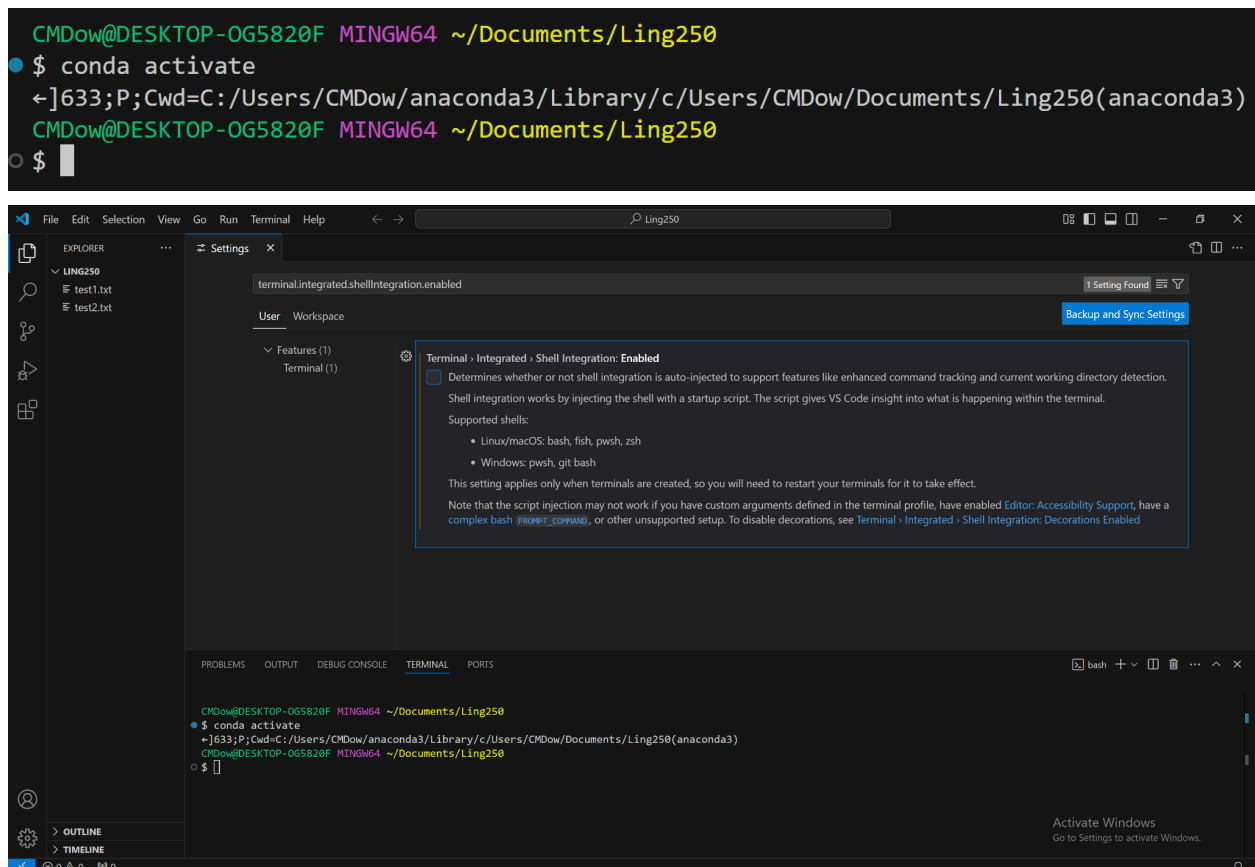 CMDow@DESKTOP-OG5820F MINGW64 ~/Documents/Ling250
$ conda activate
←]633;P;Cwd=C:/Users/CMDow/anaconda3/Library/c/Users/CMDow/Documents/Ling250(anaconda3)
CMDow@DESKTOP-OG5820F MINGW64 ~/Documents/Ling250
$
File Edit Selection View Go Run Terminal Help ← → Ling250
EXPLORER ... Settings ×
LING250
test1.txt
test2.txt
terminal.integrated.shellIntegration.enabled 1 Setting Found
User Workspace Backup and Sync Settings
Features (1)
Terminal (1)
Terminal › Integrated › Shell Integration: Enabled
Determines whether or not shell integration is auto-injected to support features like enhanced command tracking and current working directory detection.
Shell integration works by injecting the shell with a startup script. The script gives VS Code insight into what is happening within the terminal.
Supported shells:
• Linux/macOS: bash, fish, pwsh, zsh
• Windows: pwsh, git bash
This setting applies only when terminals are created, so you will need to restart your terminals for it to take effect.
Note that the script injection may not work if you have custom arguments defined in the terminal profile, have enabled Editor: Accessibility Support, have a
complex bash PROMPT_COMMAND, or other unsupported setup. To disable decorations, see Terminal › Integrated › Shell Integration: Decorations Enabled
PROBLEMS OUTPUT DEBUG CONSOLE TERMINAL PORTS bash
CMDow@DESKTOP-OG5820F MINGW64 ~/Documents/Ling250
$ conda activate
←]633;P;Cwd=C:/Users/CMDow/anaconda3/Library/c/Users/CMDow/Documents/Ling250(anaconda3)
CMDow@DESKTOP-OG5820F MINGW64 ~/Documents/Ling250
$
Activate Windows
Go to Settings to activate Windows.
OUTLINE
TIMELINE